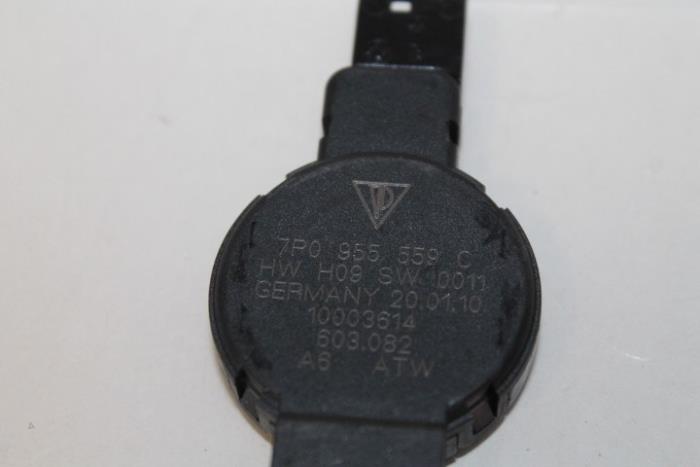 7P0 955 559 C
HW H09 SW 0011
GERMANY 20.01.10
10003614
603.082
A6 ATW